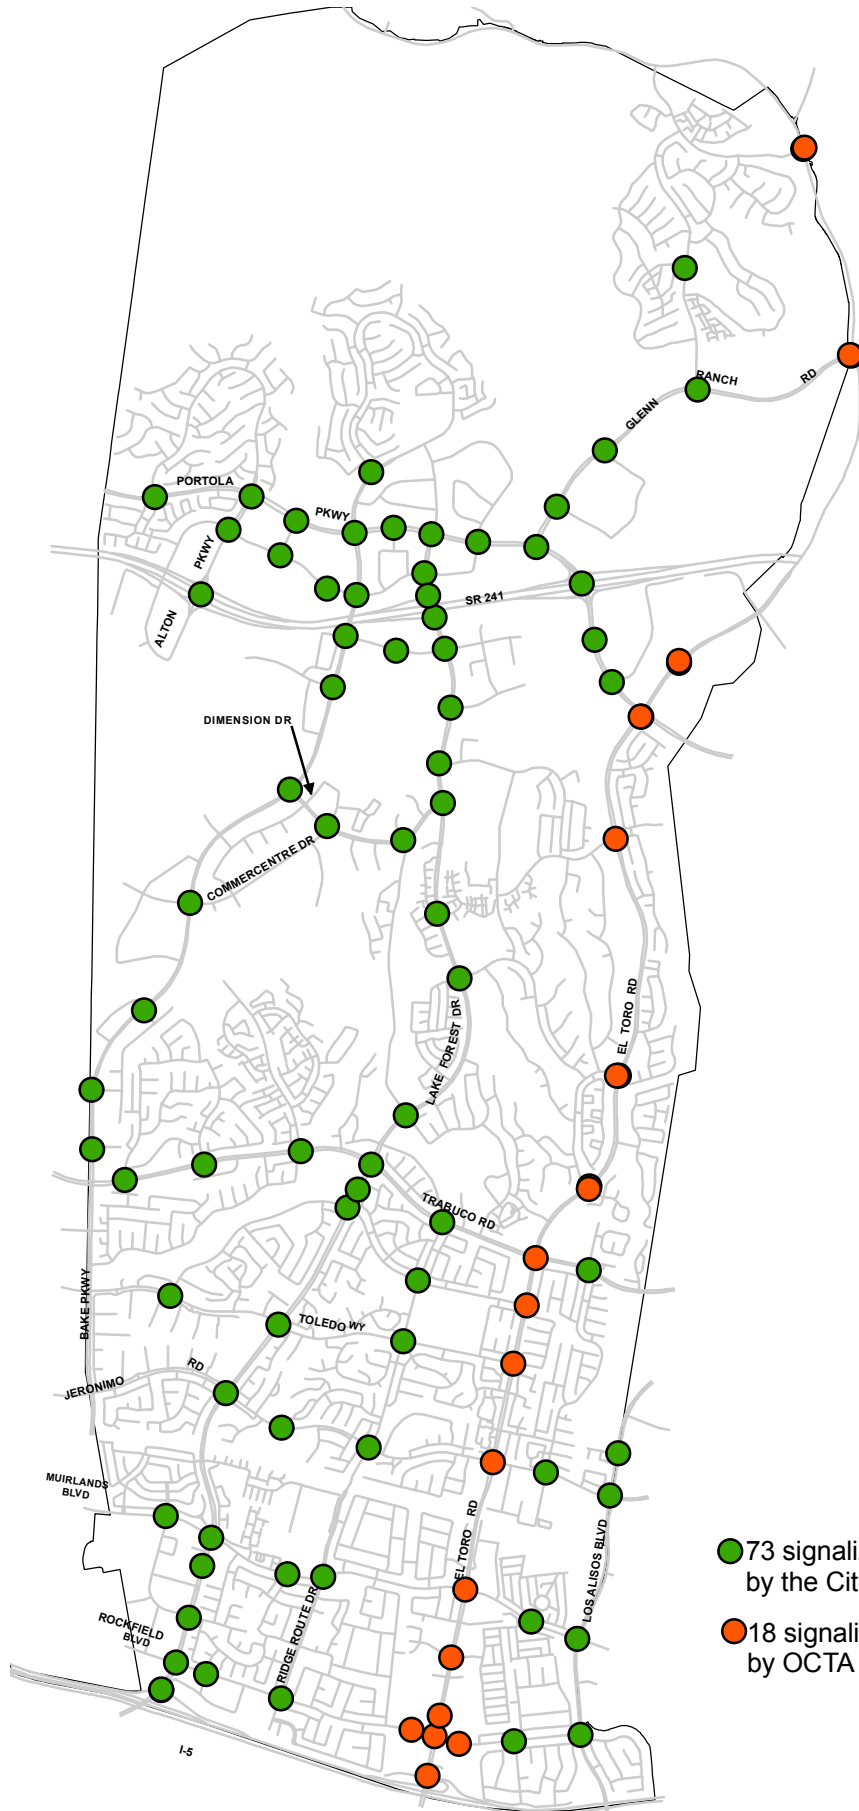 RANCH
RD
GLENN
PORTOLA
PKWY
PKWY
ALTON
SR 241
DIMENSION DR
COMMERCENTRE DR
EL TORO RD
LAKE FOREST DR
TRABUCO RD
BAKE PKWY
TOLEDO WY
RD
JERONIMO
MUIRLANDS
BLVD
EL TORO RD
LOS ALISOS BLVD
73 signali
by the Cit
RIDGE ROUTE DR
ROCKFIELD
BLVD
18 signali
by OCTA
I-5